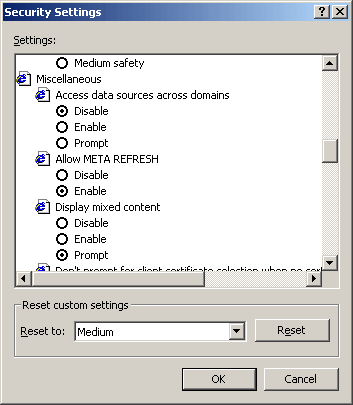 Security Settings
Settings:
Medium safety
Miscellaneous
Access data sources across domains
Disable
Enable
Prompt
Allow META REFRESH
Disable
Enable
Display mixed content
Disable
Enable
Prompt
Don't prompt for client certificate selection when no cer
Reset custom settings
Reset to: Medium Reset
OK Cancel